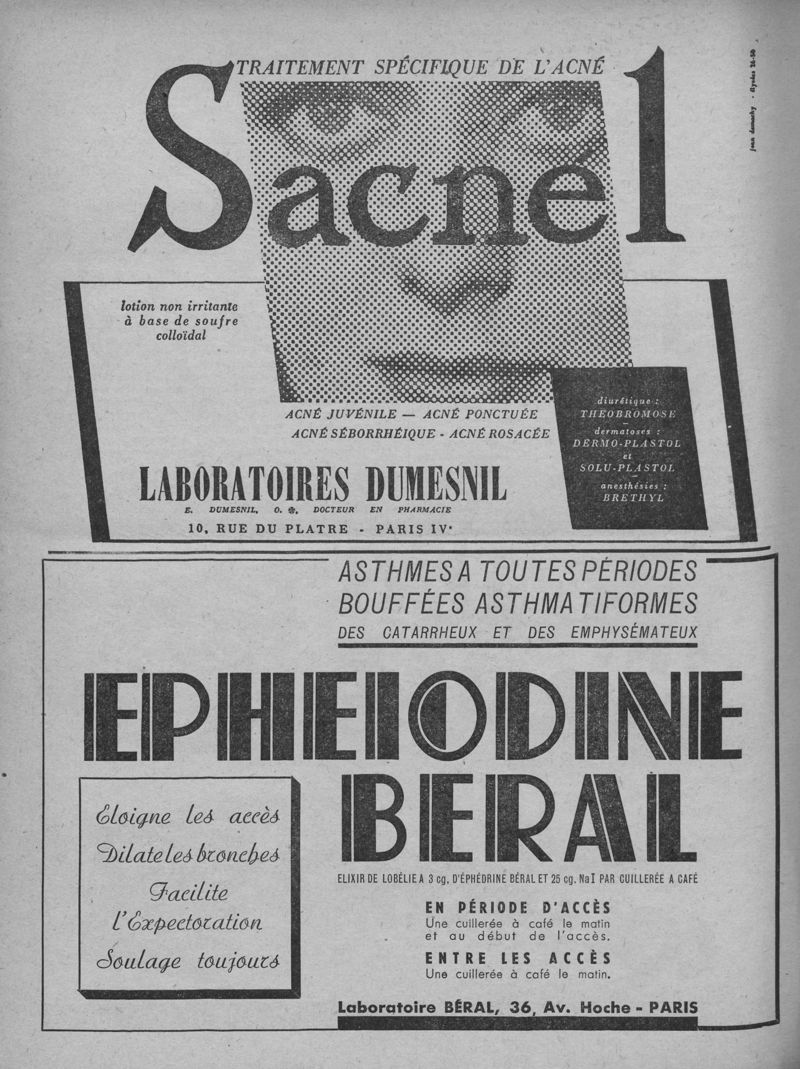 TRAITEMENT SPÉCIFIQUE DE L'ACNÉ
Sacnél
lotion non irritante
à base de soufre
colloïdal
ACNÉ JUVÉNILE — ACNÉ PONCTUÉE
ACNÉ SÉBORRHÉIQUE - ACNÉ ROSACÉE
diurétique :
THEOBROMOSE
dermatoses :
DERMO-PLASTOL
et
SOLU-PLASTOL
anesthésies :
BRETHYL
LABORATOIRES DUMESNIL
E. DUMESNIL, O. DOCTEUR EN PHARMACIE
10, RUE DU PLATRE - PARIS IVᵉ
ASTHMES A TOUTES PÉRIODES
BOUFFÉES ASTHMATIFORMES
DES CATARRHEUX ET DES EMPHYSÉMATEUX
EPHEIODINE
BERAL
Éloigne les accès
Dilate les bronches
Facilite
l'Expectoration
Soulage toujours
ELIXIR DE LOBÉLIE A 3 cg. D'ÉPHÉDRINE BÉRAL ET 25 cg. NaI PAR CUILLERÉE A CAFÉ
EN PÉRIODE D'ACCÈS
Une cuillerée à café le matin
et au début de l'accès.
ENTRE LES ACCÈS
Une cuillerée à café le matin.
Laboratoire BÉRAL, 36, Av. Hoche - PARIS